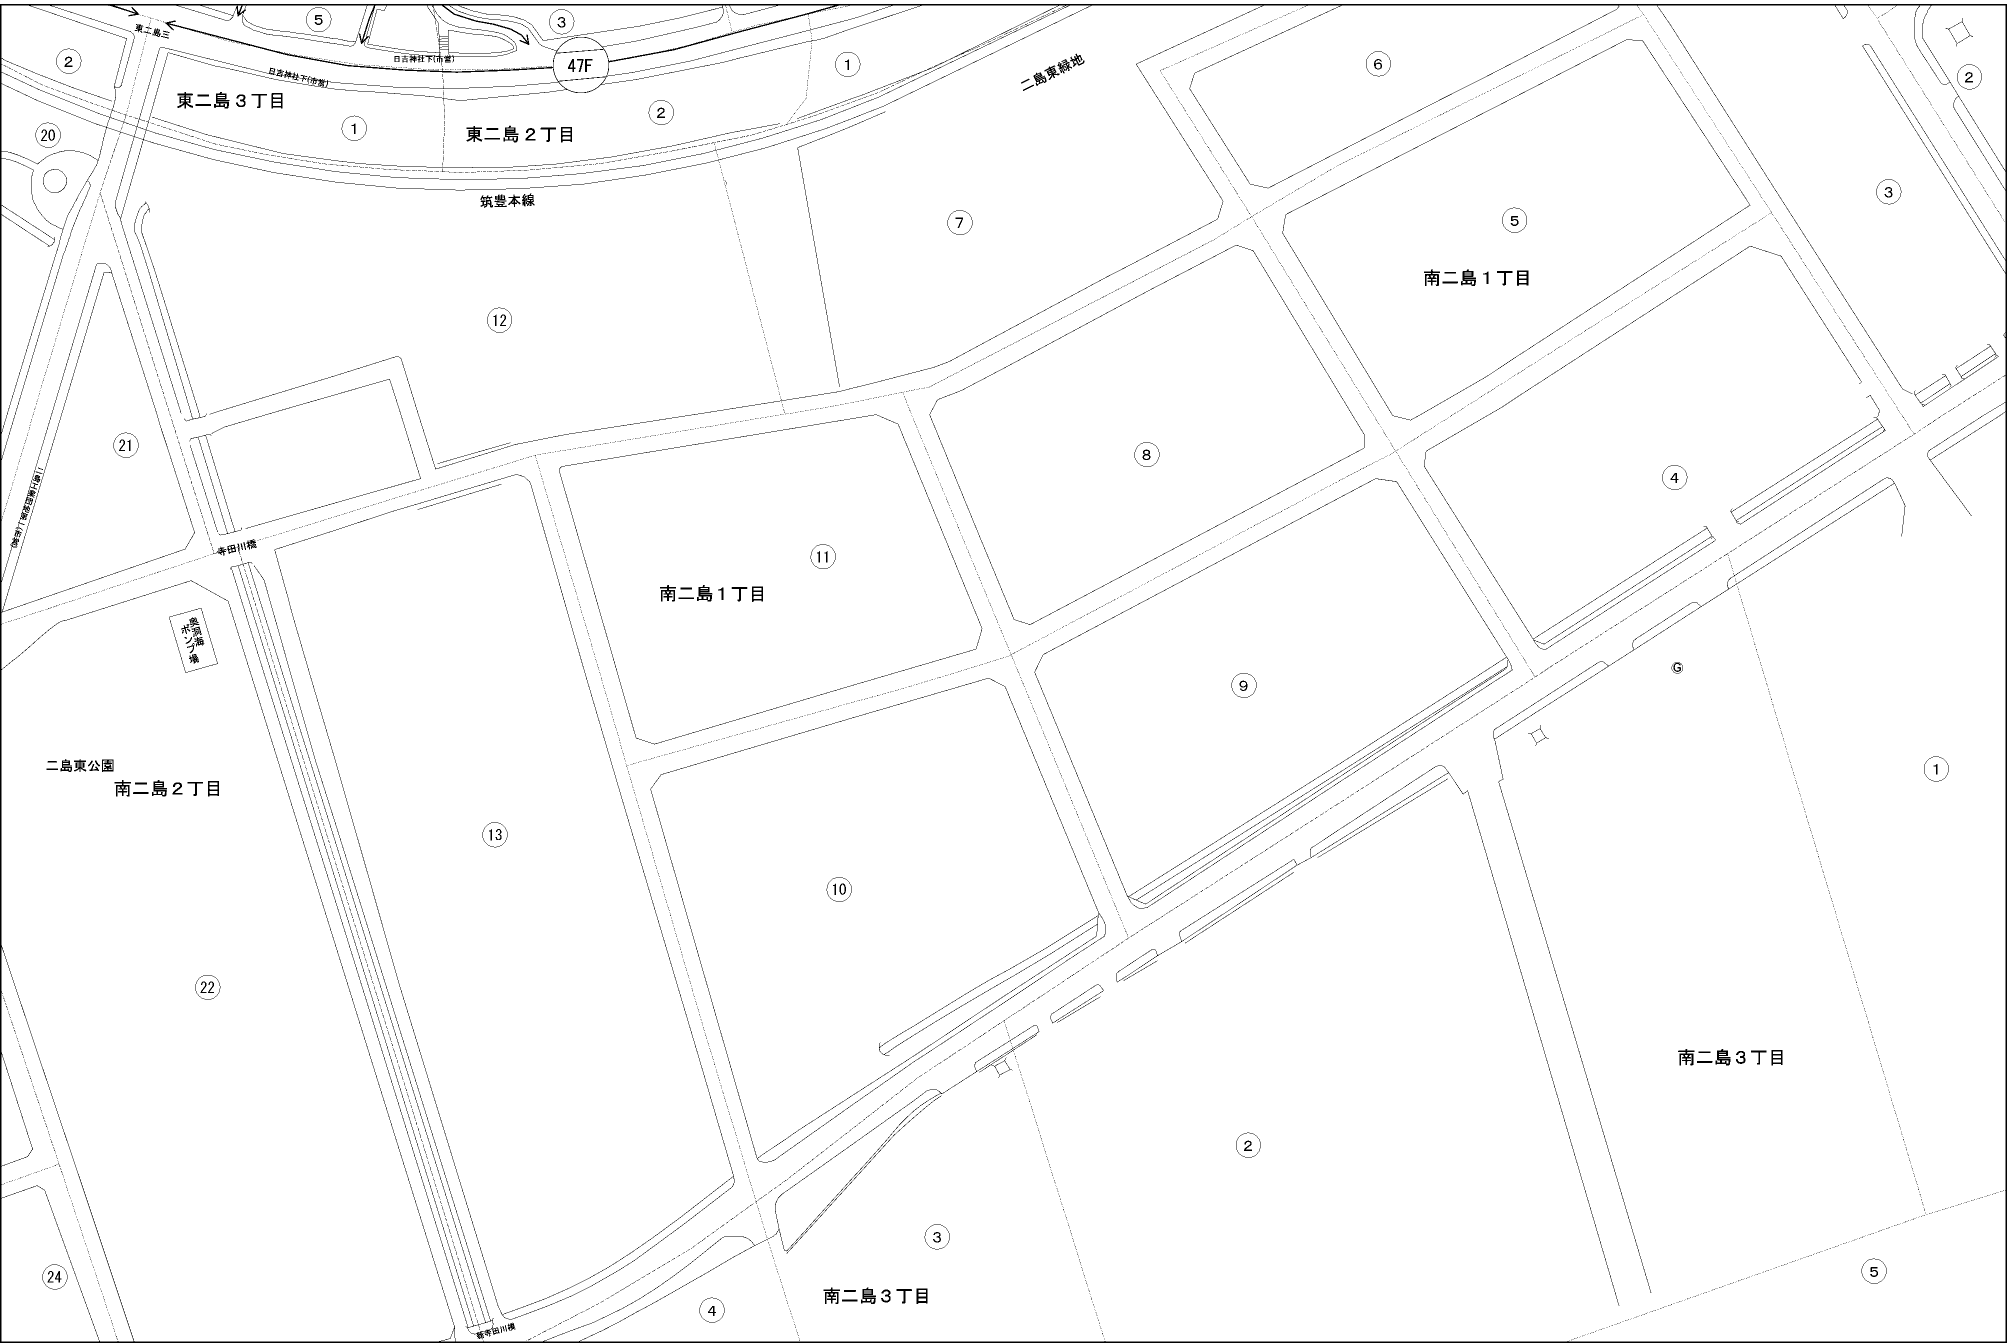 ⑤
③
東二島三
②
日吉神社下(市営)
47F
①
⑥
二島東緑地
②
日吉神社下(市営)
東二島３丁目
②
①
東二島２丁目
⑳
③
筑豊本線
⑦
⑤
南二島１丁目
⑫
㉑
⑧
④
寺田川橋
⑪
南二島１丁目
奥洞海
ポンプ場
G
⑨
二島東公園
南二島２丁目
①
⑬
⑩
㉒
南二島３丁目
②
③
㉔
⑤
南二島３丁目
④
新寺田川橋